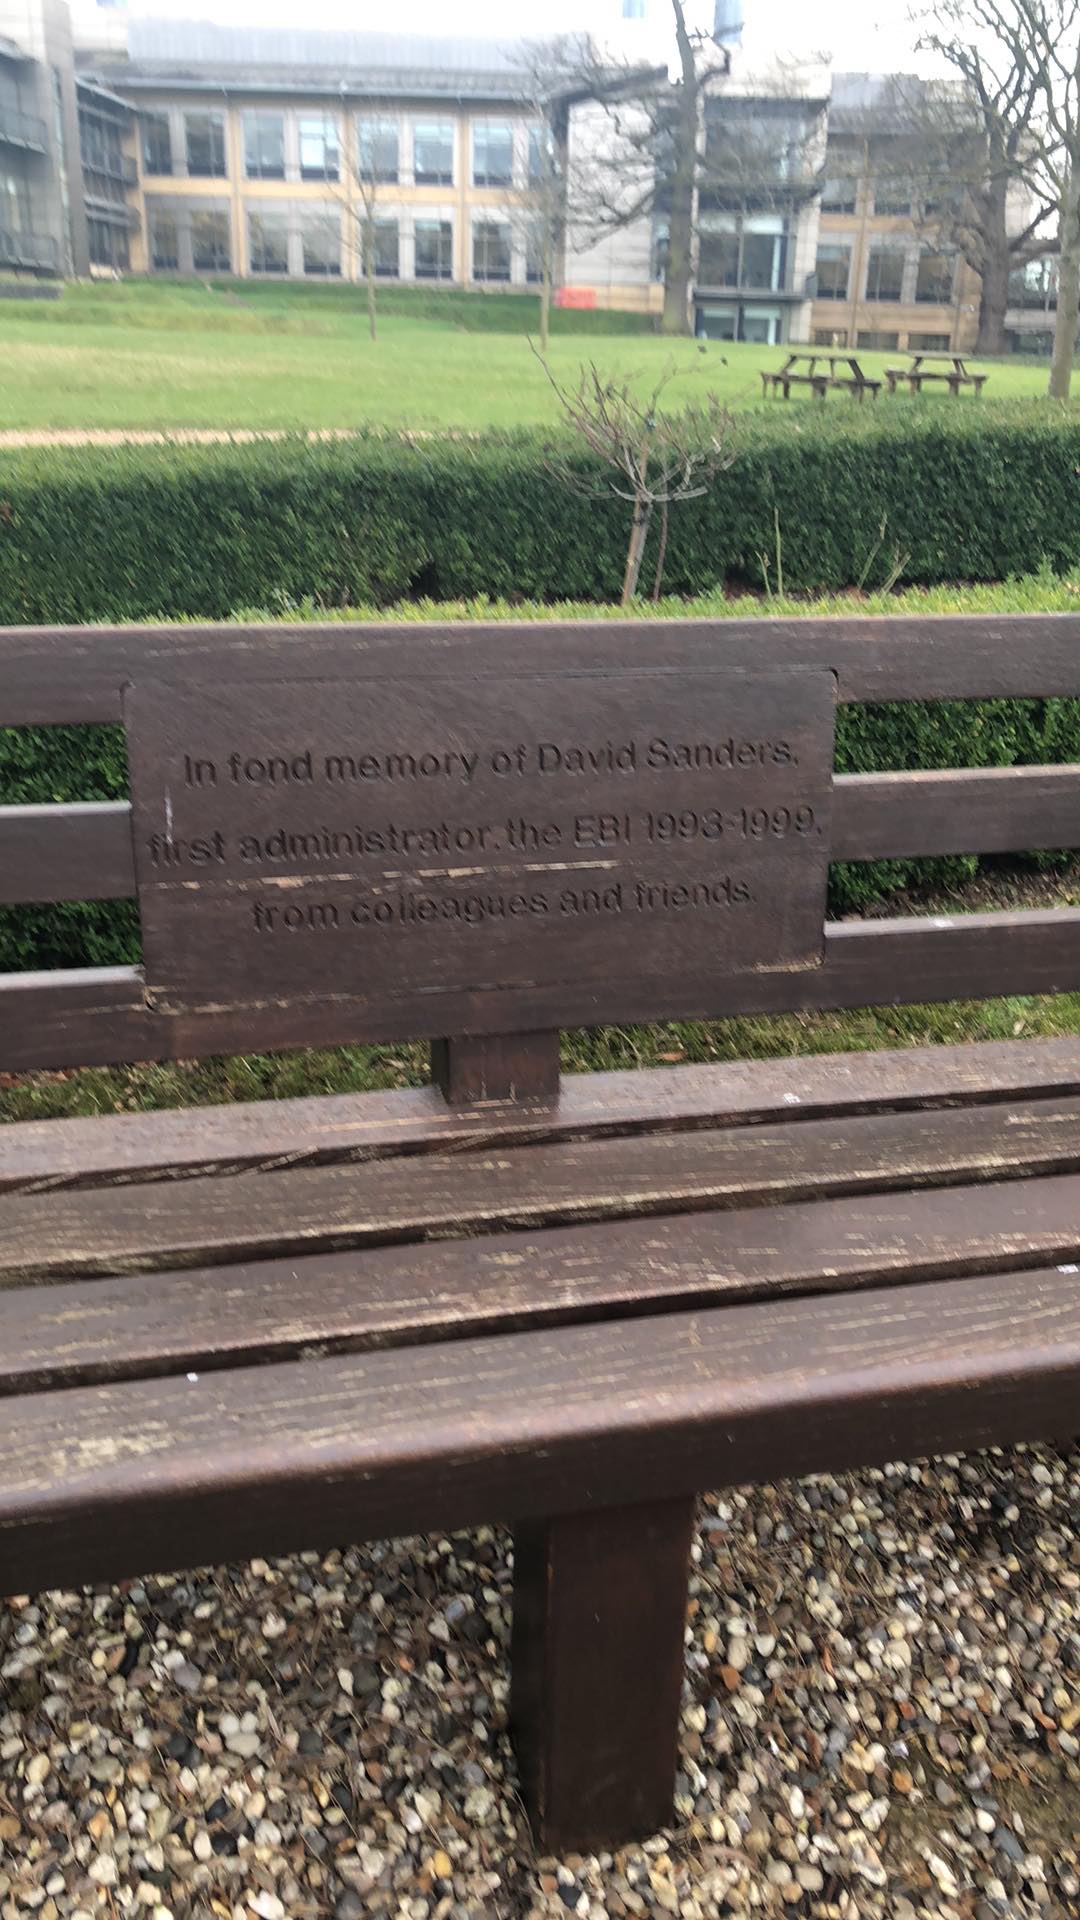 In fond memory of David Sanders,
first administrator, the EBI 1993-1999,
from colleagues and friends.